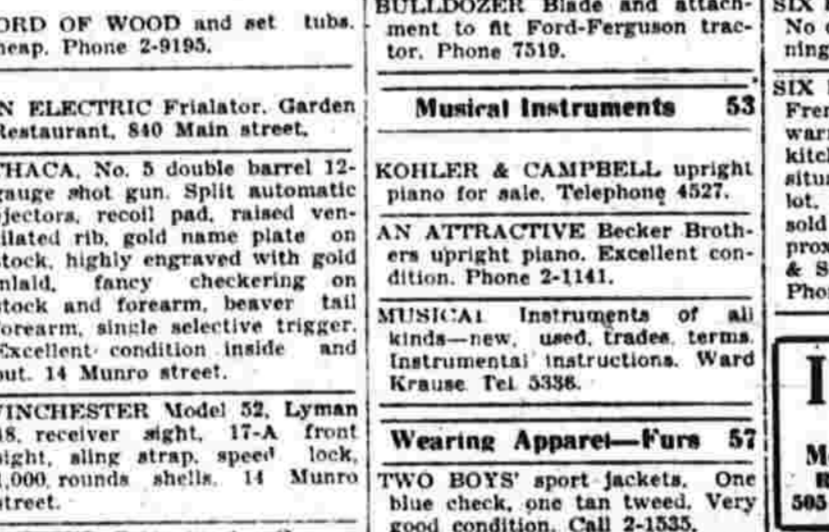 ORD OF WOOD and set tubs.
heap. Phone 2-9195.
N ELECTRIC Frialator. Garden
Restaurant, 840 Main street.
THACA, No. 5 double barrel 12-
gauge shot gun. Split automatic
ejectors, recoil pad, raised ven-
tilated rib, gold name plate on
stock, highly engraved with gold
inlaid, fancy checkering on
stock and forearm, beaver tail
forearm, single selective trigger.
Excellent condition inside and
out. 14 Munro street.
WINCHESTER Model 52, Lyman
48, receiver sight, 17-A front
sight, sling strap, speed lock,
1,000 rounds shells. 14 Munro
street.
BULLDOZER Blade and attach-
ment to fit Ford-Ferguson trac-
tor. Phone 7519.
Musical Instruments 53
KOHLER & CAMPBELL upright
piano for sale. Telephone 4527.
AN ATTRACTIVE Becker Broth-
ers upright piano. Excellent con-
dition. Phone 2-1141.
MUSICAL Instruments of all
kinds—new, used, trades, terms.
Instrumental instructions. Ward
Krause Tel. 5336.
Wearing Apparel—Furs 57
TWO BOYS' sport jackets. One
blue check, one tan tweed. Very
good condition. Call 2-1535.
SIX
No
ning
SIX
Fren
warn
kitch
situa
lot.
sold
prox
& S
Pho
I
M
505